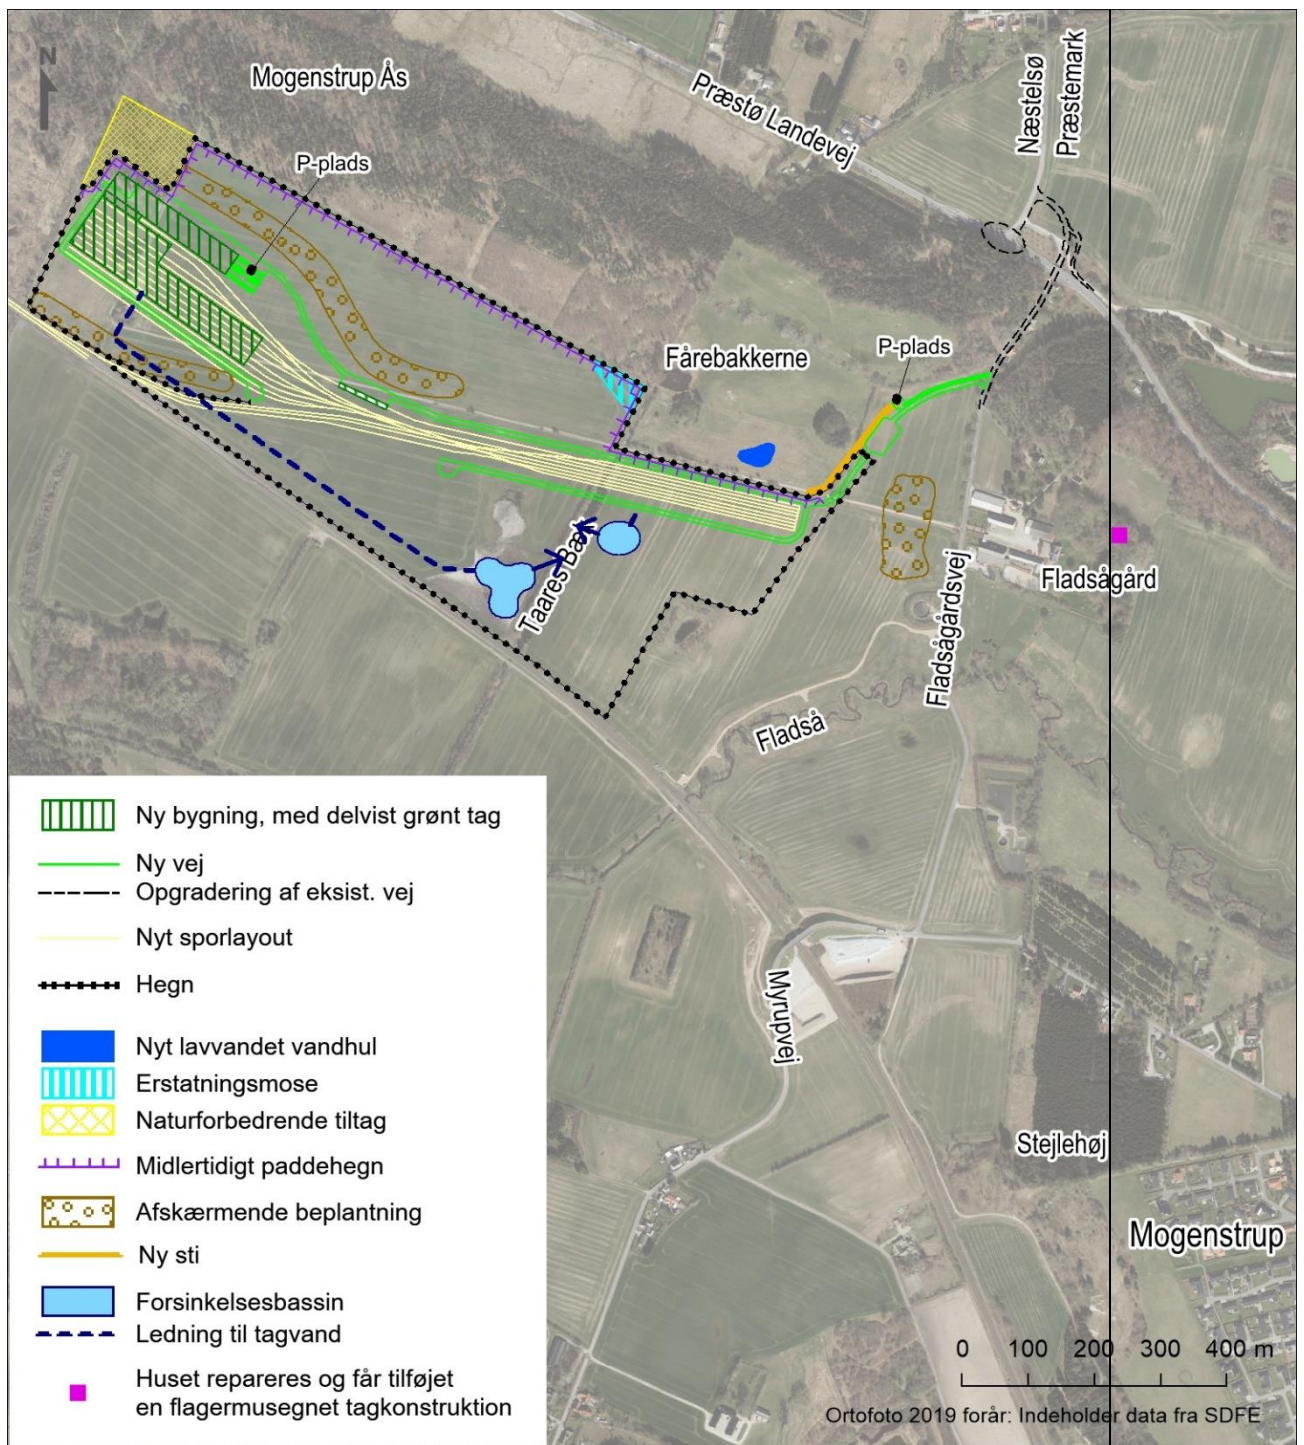 N
Mogenstrup Ås
Præstø Landevej
Næstelsø
Præstemark
P-plads
Fårebakkerne
P-plads
Taares Bæk
Fladsågårdsvej
Fladsågård
Fladså
Myrupvej
Stejlehøj
Mogenstrup
Ny bygning, med delvist grønt tag
Ny vej
Opgradering af eksist. vej
Nyt sporlayout
Hegn
Nyt lavvandet vandhul
Erstatningsmose
Naturforbedrende tiltag
Midlertidigt paddehegn
Afskærmende beplantning
Ny sti
Forsinkelsesbassin
Ledning til tagvand
Huset repareres og får tilføjet
en flagermusegnet tagkonstruktion
0 100 200 300 400 m
Ortofoto 2019 forår: Indeholder data fra SDFE